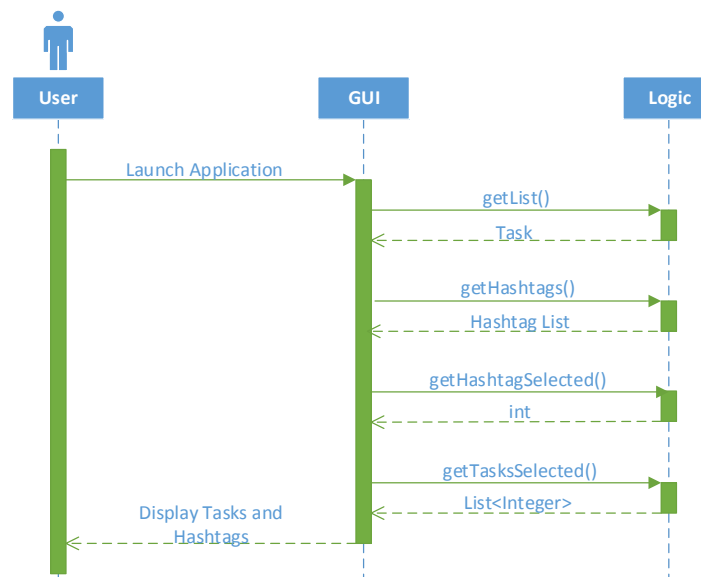 User
GUI
Logic
Launch Application
getList()
Task
getHashtags()
Hashtag List
getHashtagSelected()
int
getTasksSelected()
List<Integer>
Display Tasks and
Hashtags